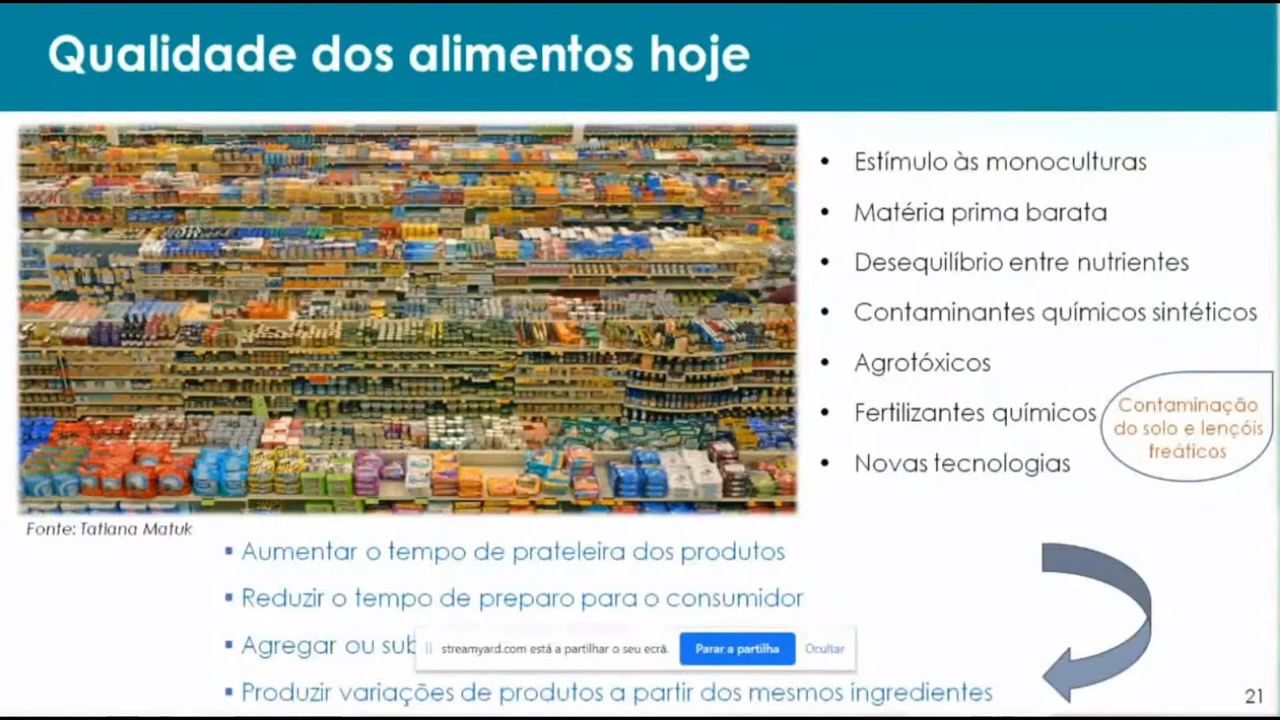 Qualidade dos alimentos hoje
• Estímulo às monoculturas
• Matéria prima barata
• Desequilíbrio entre nutrientes
• Contaminantes químicos sintéticos
• Agrotóxicos
• Fertilizantes químicos
• Novas tecnologias
Contaminação
do solo e lençóis
freáticos
Fonte: Tatiana Matuk
▪ Aumentar o tempo de prateleira dos produtos
▪ Reduzir o tempo de preparo para o consumidor
▪ Agregar ou
streamyard.com está a partilhar o seu ecrã.
Parar a partilha
Ocultar
▪ Produzir variações de produtos a partir dos mesmos ingredientes
21